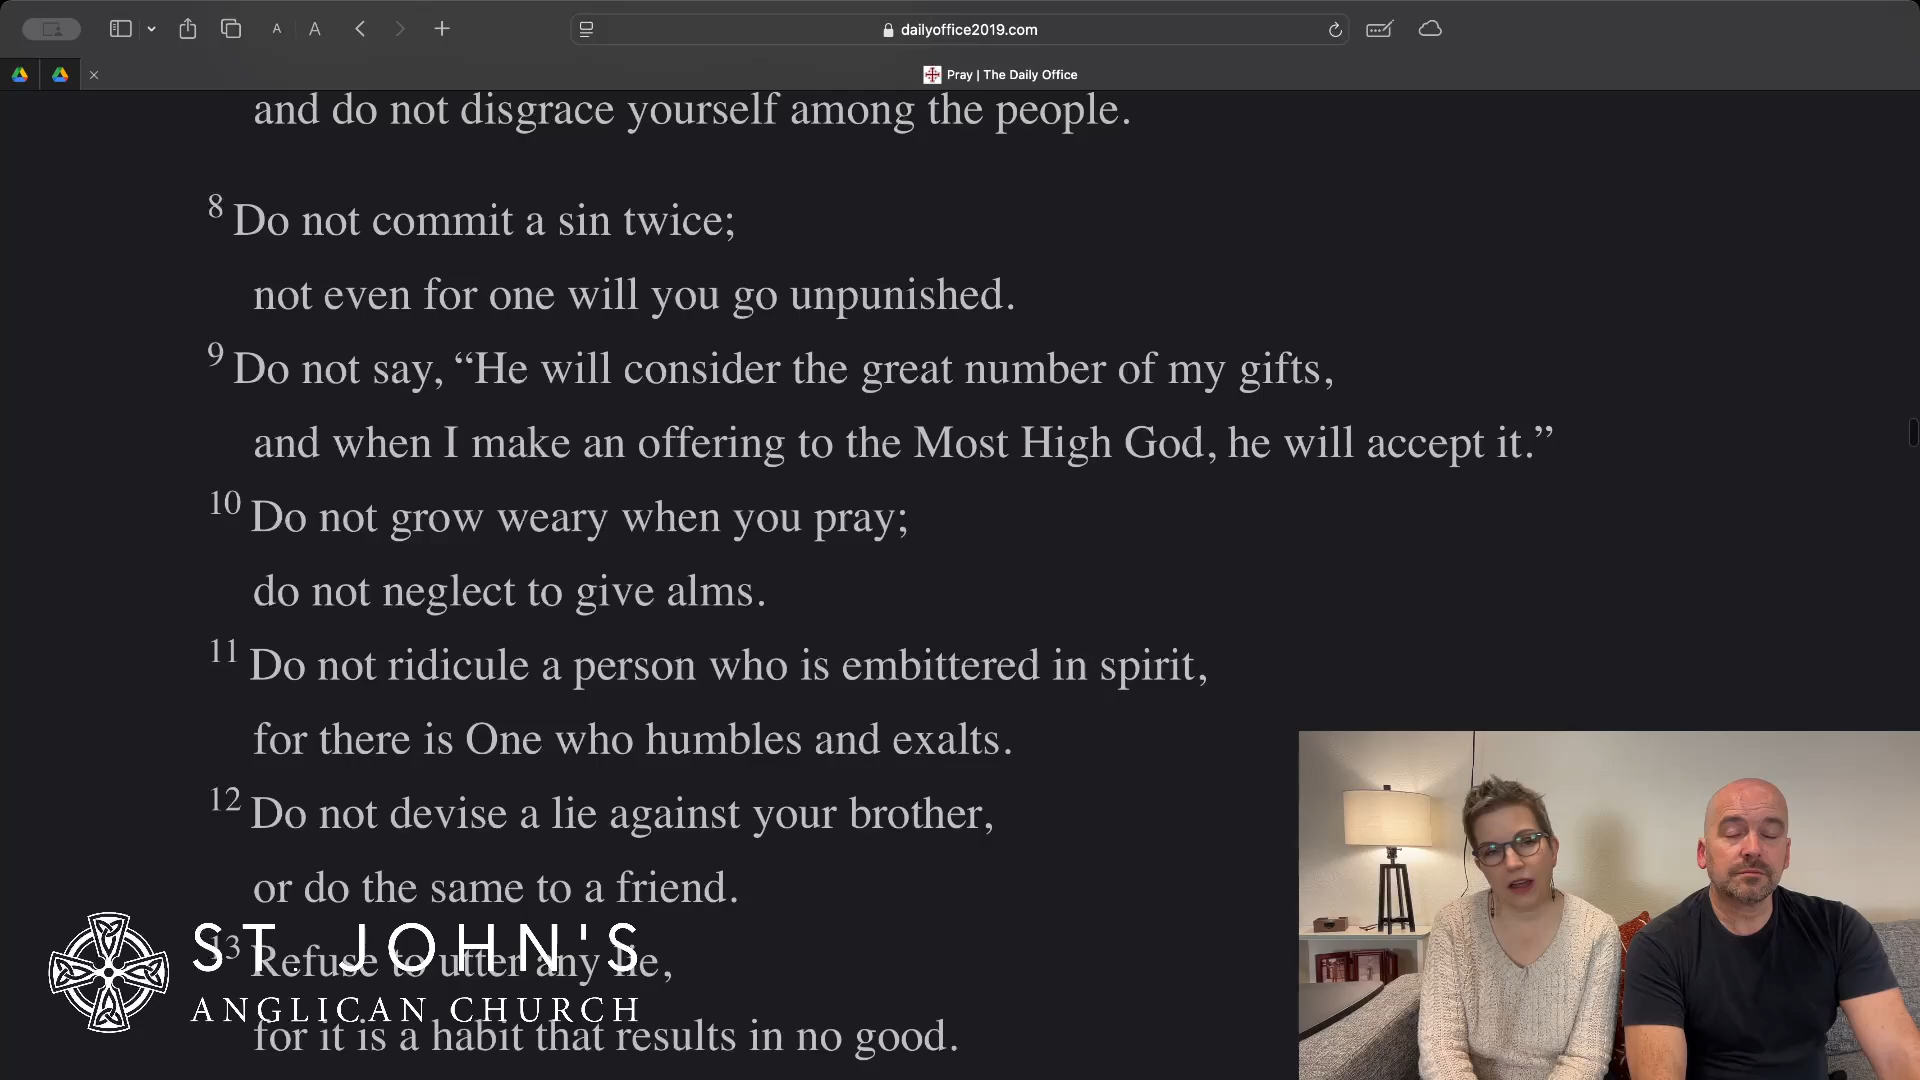 A A
dailyoffice2019.com
Pray | The Daily Office
and do not disgrace yourself among the people.
8 Do not commit a sin twice;
not even for one will you go unpunished.
9 Do not say, “He will consider the great number of my gifts,
and when I make an offering to the Most High God, he will accept it.”
10 Do not grow weary when you pray;
do not neglect to give alms.
11 Do not ridicule a person who is embittered in spirit,
for there is One who humbles and exalts.
12 Do not devise a lie against your brother,
or do the same to a friend.
13 Refuse to utter any lie,
for it is a habit that results in no good.
ST. JOHN'S
ANGLICAN CHURCH